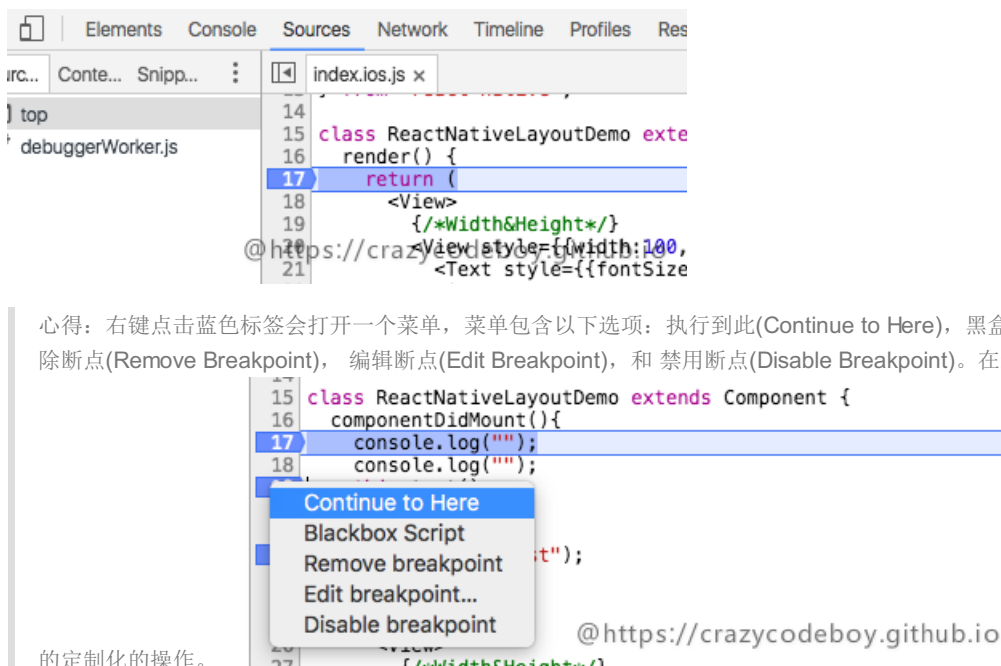 Elements Console Sources Network Timeline Profiles Res
urc... Conte... Snipp... ⋮ index.ios.js ×
top
debuggerWorker.js
14
15 class ReactNativeLayoutDemo exte
16 render() {
17 return (
18 <View>
19 {/*Width&Height*/}
20 <View style={{width:100,
21 <Text style={{fontSize
@https://crazycodeboy.github.io
心得：右键点击蓝色标签会打开一个菜单，菜单包含以下选项：执行到此(Continue to Here)，黑盒
除断点(Remove Breakpoint)， 编辑断点(Edit Breakpoint)，和 禁用断点(Disable Breakpoint)。在
15 class ReactNativeLayoutDemo extends Component {
16 componentDidMount(){
17 console.log("");
18 console.log("");
Continue to Here
Blackbox Script
Remove breakpoint t");
Edit breakpoint...
Disable breakpoint
@https://crazycodeboy.github.io
的定制化的操作。
27 {/*Width&Height*/}